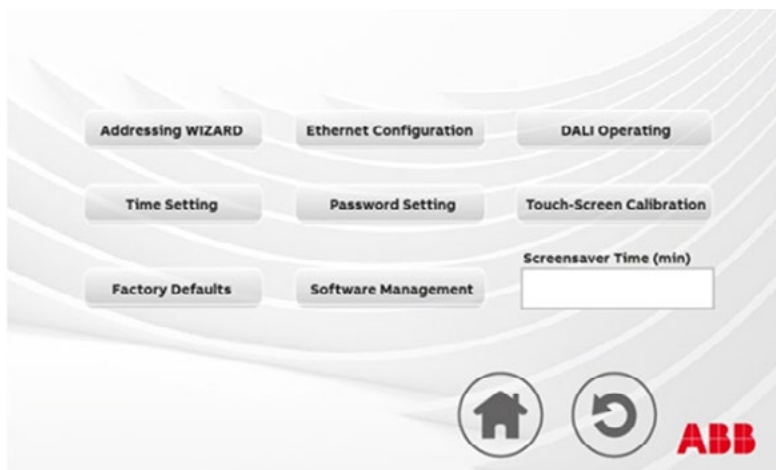 Addressing WIZARD
Ethernet Configuration
DALI Operating
Time Setting
Password Setting
Touch-Screen Calibration
Factory Defaults
Software Management
Screensaver Time (min)
ABB